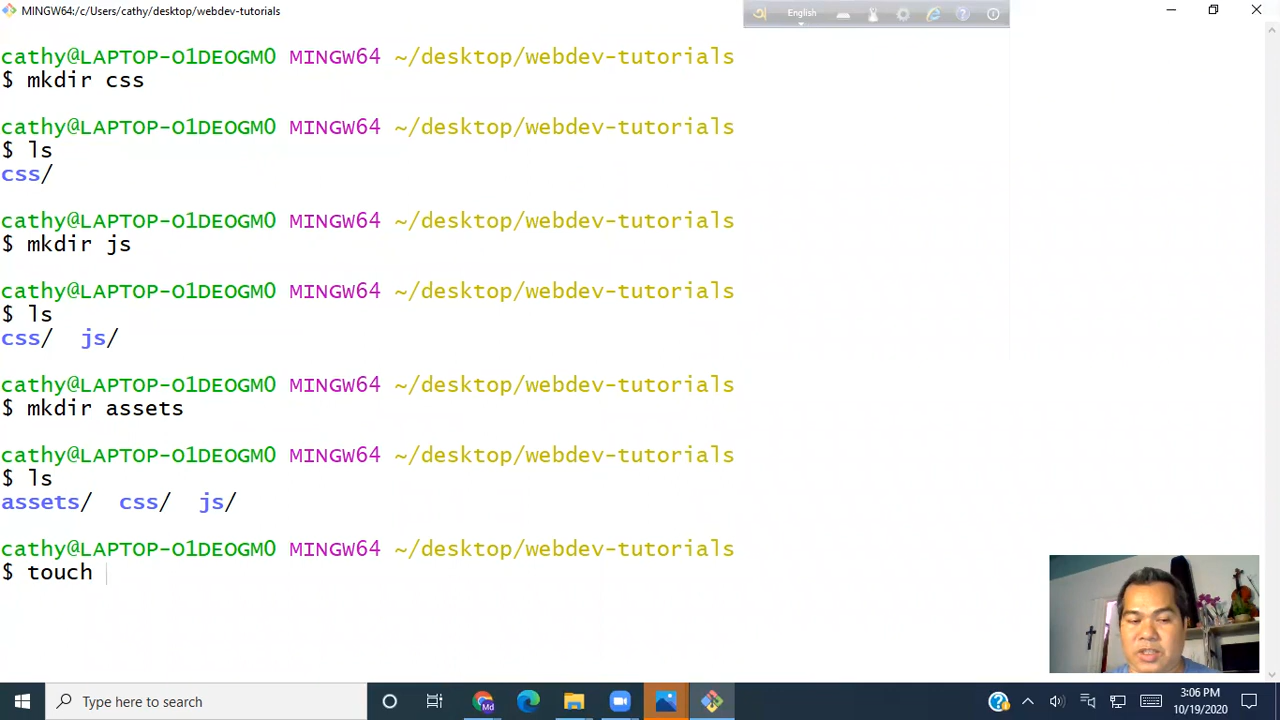 MINGW64:/c/Users/cathy/desktop/webdev-tutorials
English
cathy@LAPTOP-O1DEOGM0 MINGW64 ~/desktop/webdev-tutorials
$ mkdir css
cathy@LAPTOP-O1DEOGM0 MINGW64 ~/desktop/webdev-tutorials
$ ls
css/
cathy@LAPTOP-O1DEOGM0 MINGW64 ~/desktop/webdev-tutorials
$ mkdir js
cathy@LAPTOP-O1DEOGM0 MINGW64 ~/desktop/webdev-tutorials
$ ls
css/ js/
cathy@LAPTOP-O1DEOGM0 MINGW64 ~/desktop/webdev-tutorials
$ mkdir assets
cathy@LAPTOP-O1DEOGM0 MINGW64 ~/desktop/webdev-tutorials
$ ls
assets/ css/ js/
cathy@LAPTOP-O1DEOGM0 MINGW64 ~/desktop/webdev-tutorials
$ touch
Type here to search
Md
3:06 PM
10/19/2020